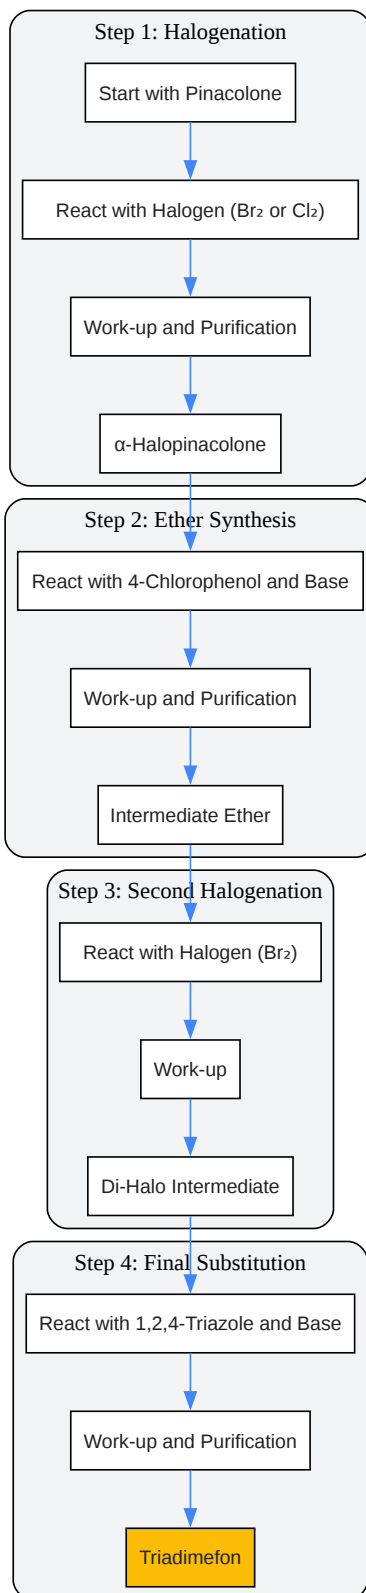 Step 1: Halogenation
Start with Pinacolone
React with Halogen (Br₂ or Cl₂)
Work-up and Purification
α-Halopinacolone
Step 2: Ether Synthesis
React with 4-Chlorophenol and Base
Work-up and Purification
Intermediate Ether
Step 3: Second Halogenation
React with Halogen (Br₂)
Work-up
Di-Halo Intermediate
Step 4: Final Substitution
React with 1,2,4-Triazole and Base
Work-up and Purification
Triadimefon